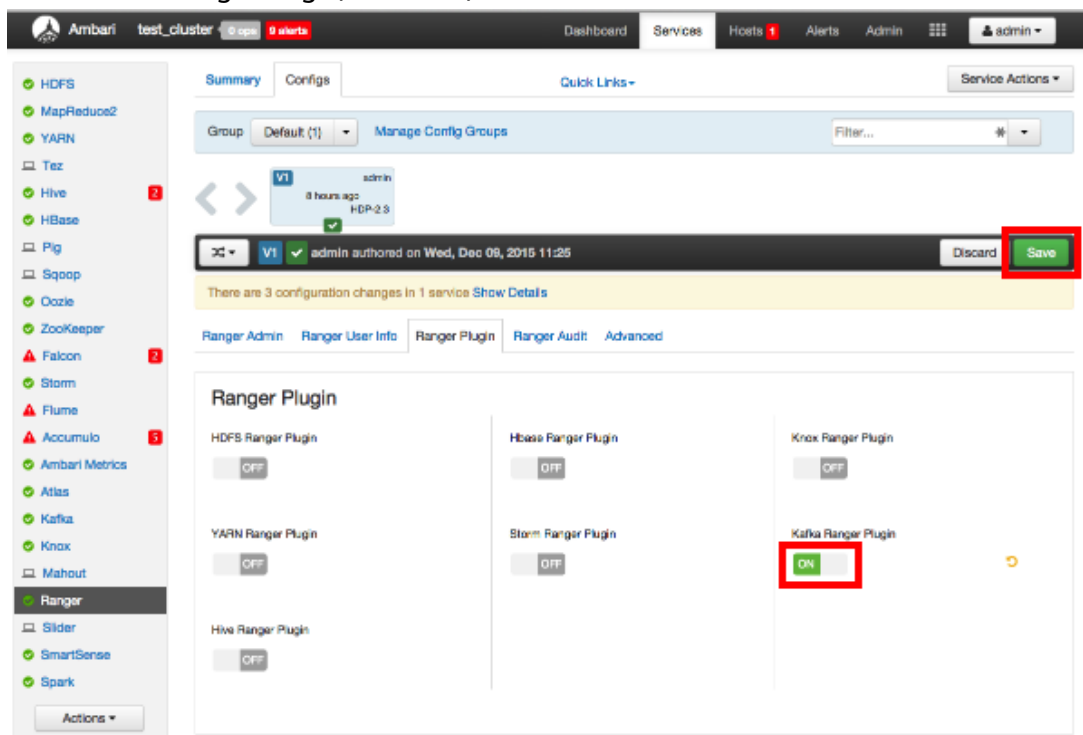 Ambari test_cluster 0 ops 9 alerts Dashboard Services Hosts 1 Alerts Admin admin
HDFS
MapReduce2
YARN
Tez
Hive 2
HBase
Pig
Sqoop
Oozie
ZooKeeper
Falcon 2
Storm
Flume
Accumulo 5
Ambari Metrics
Atlas
Kafka
Knox
Mahout
Ranger
Slider
SmartSense
Spark
Actions
Summary Configs Quick Links Service Actions
Group Default (1) Manage Config Groups Filter...
V1 admin
8 hours ago
HDP-2.3
V1 admin authored on Wed, Dec 09, 2015 11:25 Discard Save
There are 3 configuration changes in 1 service Show Details
Ranger Admin Ranger User Info Ranger Plugin Ranger Audit Advanced
Ranger Plugin
HDFS Ranger Plugin Hbase Ranger Plugin Knox Ranger Plugin
OFF OFF OFF
YARN Ranger Plugin Storm Ranger Plugin Kafka Ranger Plugin
OFF OFF ON
Hive Ranger Plugin
OFF